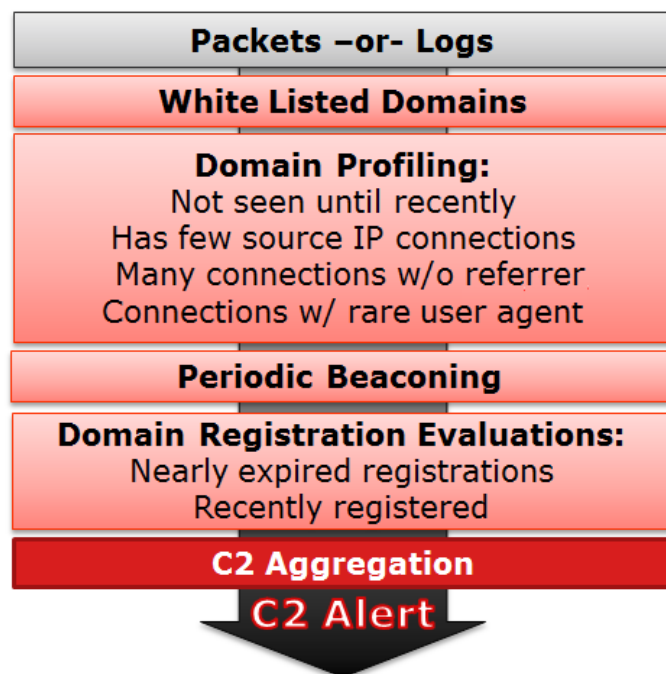 Packets –or- Logs
White Listed Domains
Domain Profiling:
Not seen until recently
Has few source IP connections
Many connections w/o referrer
Connections w/ rare user agent
Periodic Beaconing
Domain Registration Evaluations:
Nearly expired registrations
Recently registered
C2 Aggregation
C2 Alert